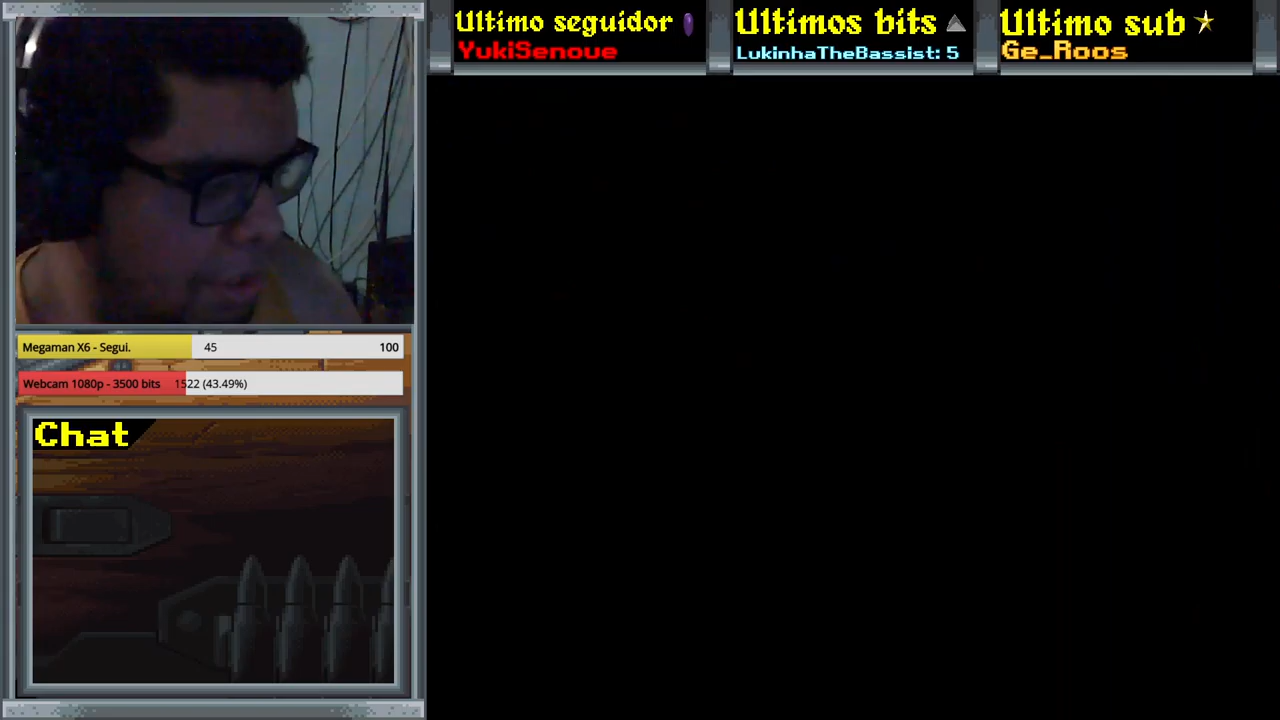 Ultimo seguidor
YukiSenoue
Ultimos bits
LukinhaTheBassist: 5
Ultimo sub
Ge_Roos
Megaman X6 - Segui. 45 100
Webcam 1080p - 3500 bits 1522 (43.49%)
Chat